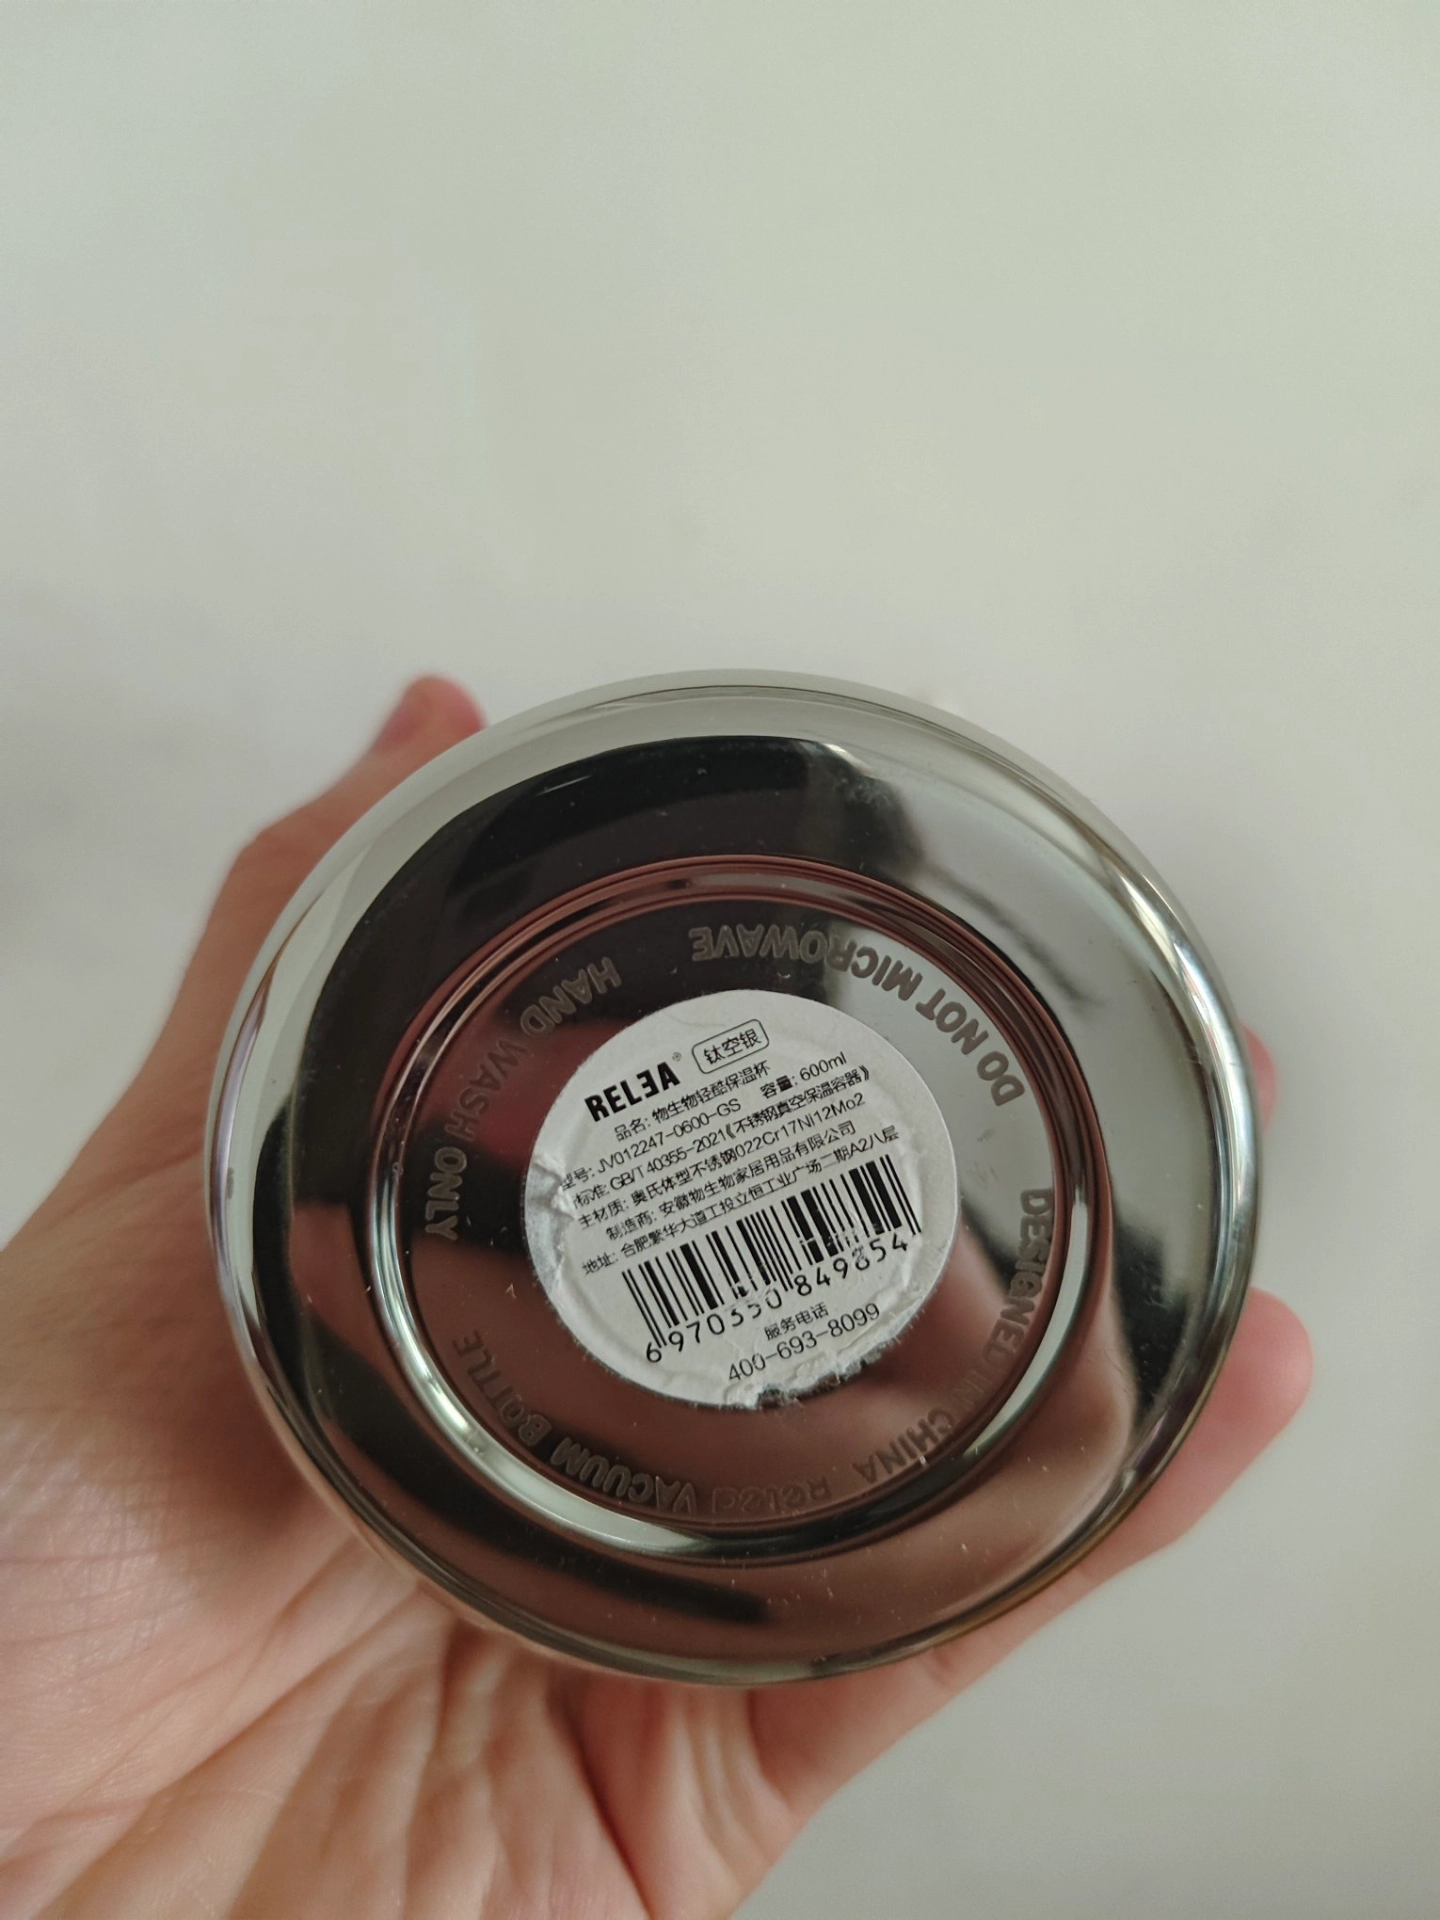 RELEA® 钛空银
品名: 物生物轻酷保温杯 容量: 600ml
型号: JV012247-0600-GS
标准: GB/T 40355-2021《不锈钢真空保温容器》
主材质: 奥氏体型不锈钢022Cr17Ni12Mo2
制造商: 安徽物生物家居用品有限公司
地址: 合肥繁华大道工投立恒工业广场二期A2八层
6 970350 849854
服务电话
400-693-8099
HAND WASH ONLY
DO NOT MICROWAVE
DESIGNED IN CHINA
Relea VACUUM BOTTLE